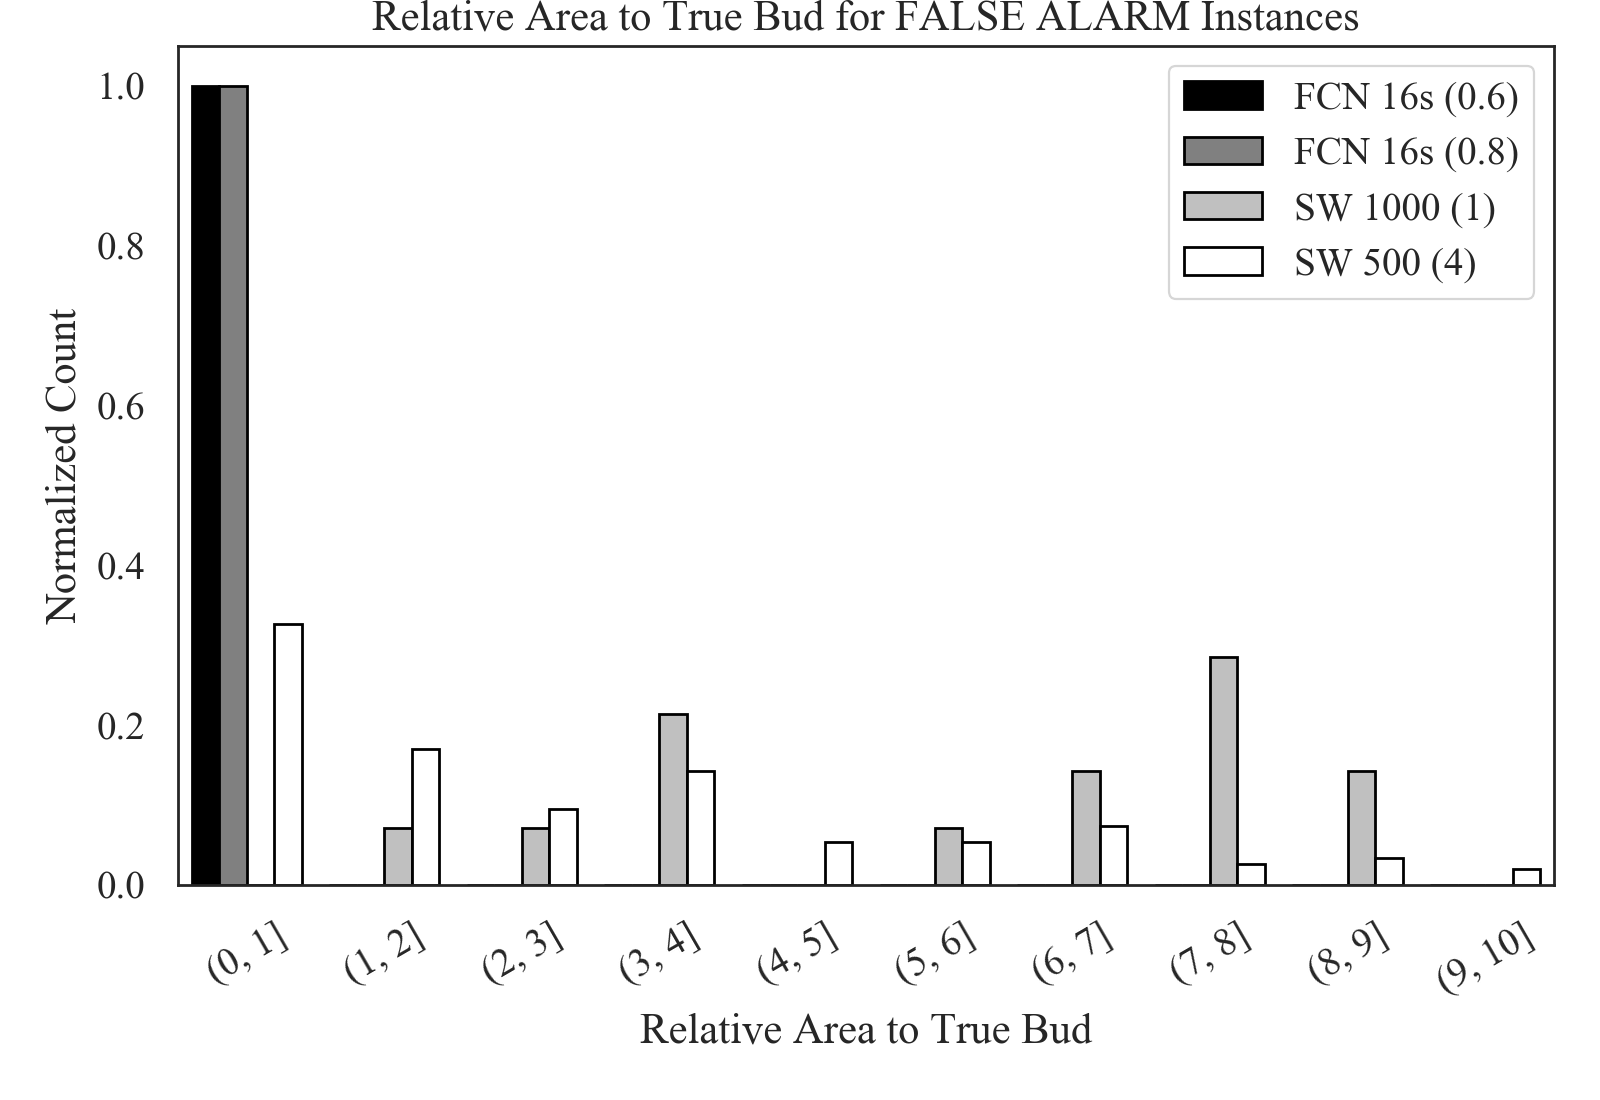 Relative Area to True Bud for FALSE ALARM Instances
FCN 16s (0.6)
FCN 16s (0.8)
SW 1000 (1)
SW 500 (4)
Normalized Count
1.0
0.8
0.6
0.4
0.2
0.0
(0, 1]
(1, 2]
(2, 3]
(3, 4]
(4, 5]
(5, 6]
(6, 7]
(7, 8]
(8, 9]
(9, 10]
Relative Area to True Bud